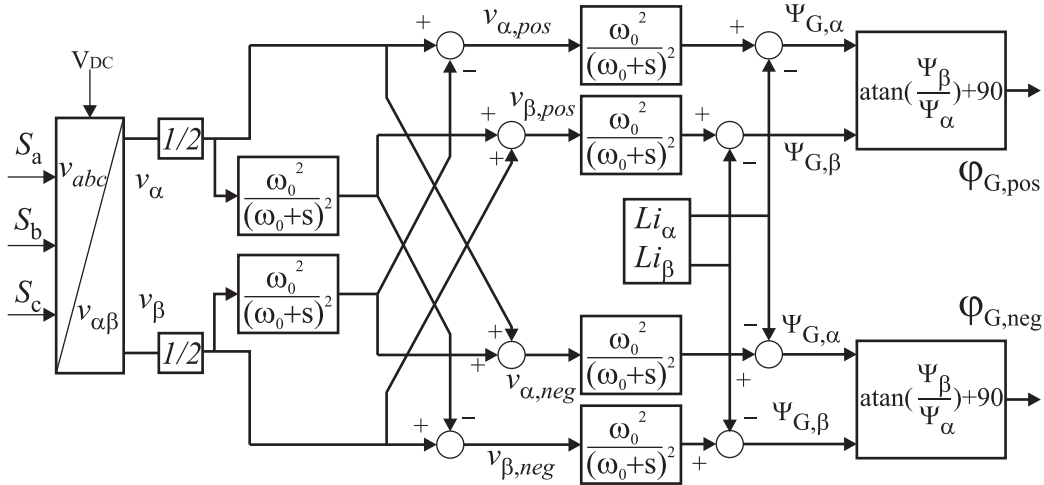 V_DC
S_a
S_b
S_c
v_abc
v_αβ
v_α
1/2
v_β
1/2
ω_0^2
(ω_0+s)^2
ω_0^2
(ω_0+s)^2
+
−
v_α,pos
ω_0^2
(ω_0+s)^2
+
−
Ψ_G,α
+
+
v_β,pos
ω_0^2
(ω_0+s)^2
+
−
Ψ_G,β
atan(Ψ_β/Ψ_α)+90
φ_G,pos
Li_α
Li_β
+
+
v_α,neg
ω_0^2
(ω_0+s)^2
−
+
Ψ_G,α
+
−
v_β,neg
ω_0^2
(ω_0+s)^2
−
+
Ψ_G,β
φ_G,neg
atan(Ψ_β/Ψ_α)+90